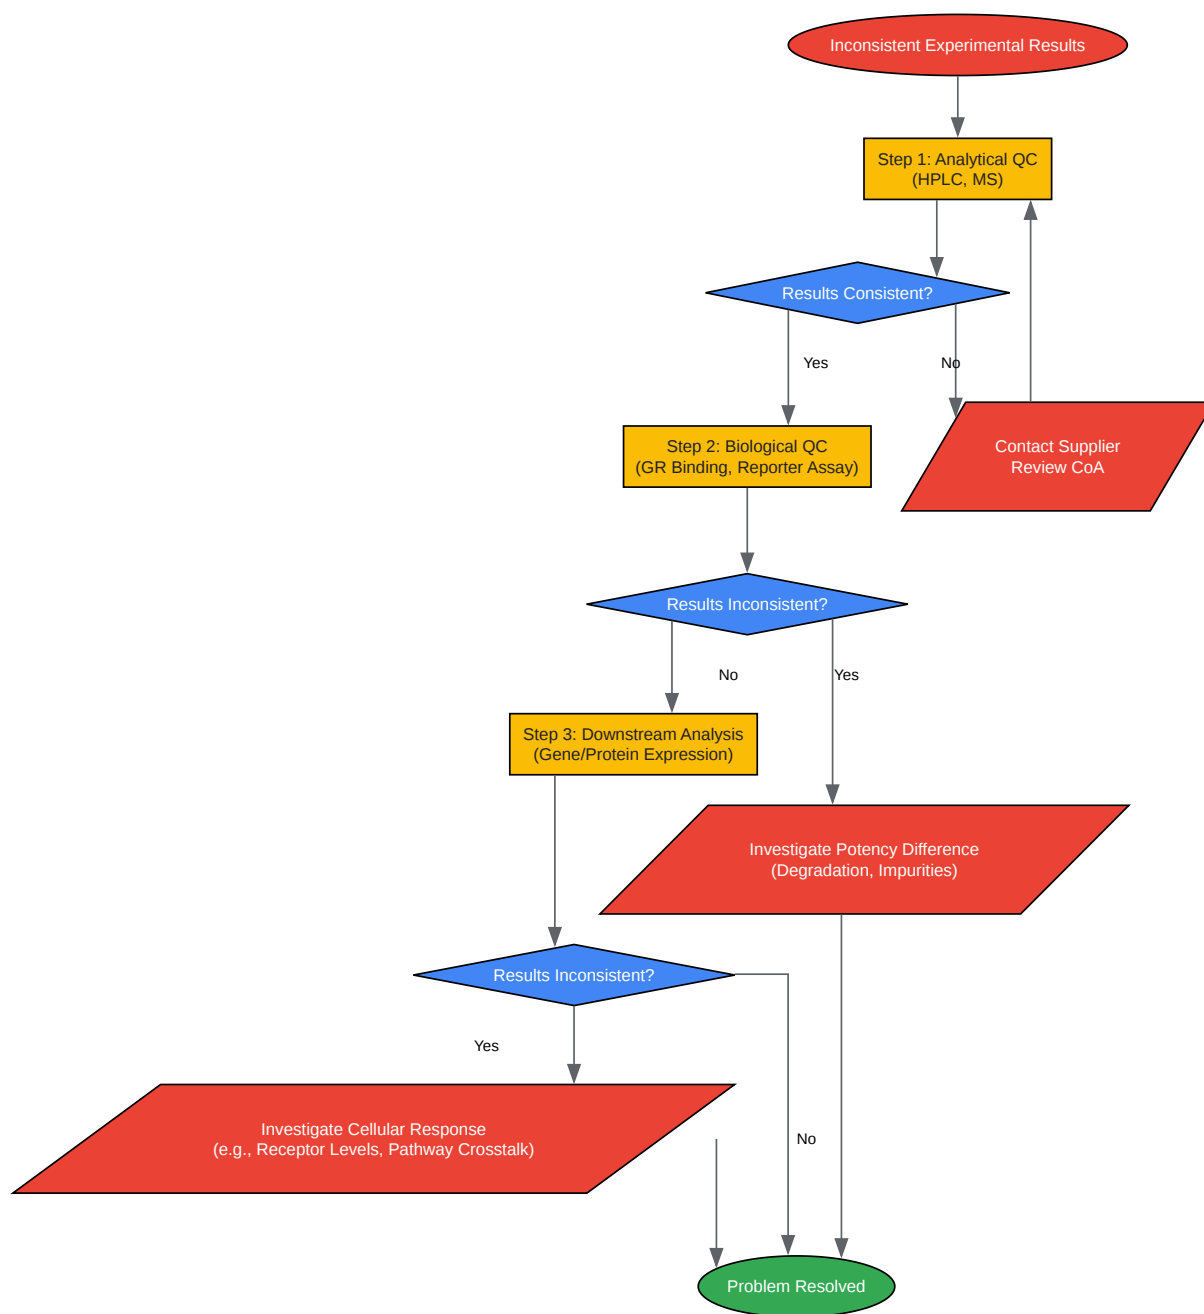 Inconsistent Experimental Results
Step 1: Analytical QC
(HPLC, MS)
Results Consistent?
Yes
No
Step 2: Biological QC
(GR Binding, Reporter Assay)
Contact Supplier
Review CoA
Results Inconsistent?
No
Yes
Step 3: Downstream Analysis
(Gene/Protein Expression)
Investigate Potency Difference
(Degradation, Impurities)
Results Inconsistent?
Yes
Investigate Cellular Response
(e.g., Receptor Levels, Pathway Crosstalk)
No
Problem Resolved